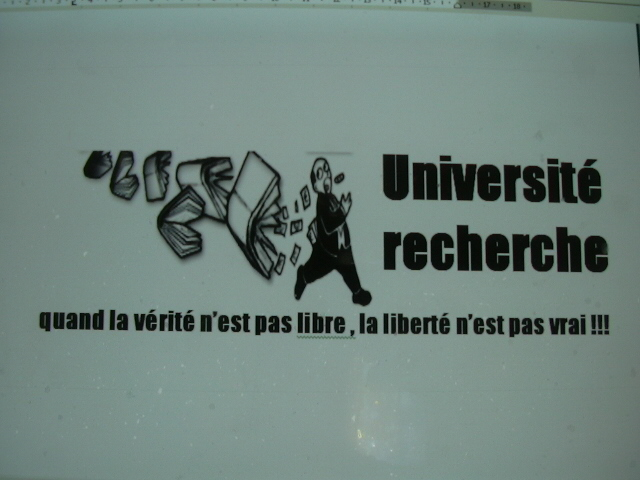 Université
recherche
quand la vérité n'est pas libre , la liberté n'est pas vrai !!!